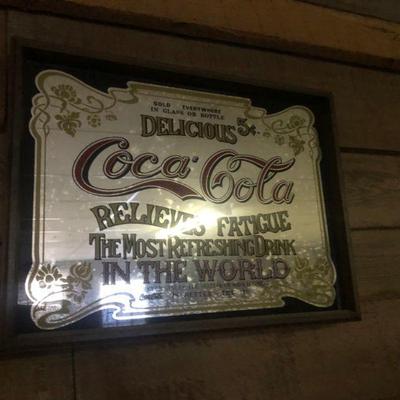 SOLD EVERYWHERE
IN GLASS OR BOTTLE
DELICIOUS 5¢
Coca-Cola
RELIEVES FATIGUE
THE MOST REFRESHING DRINK
IN THE WORLD